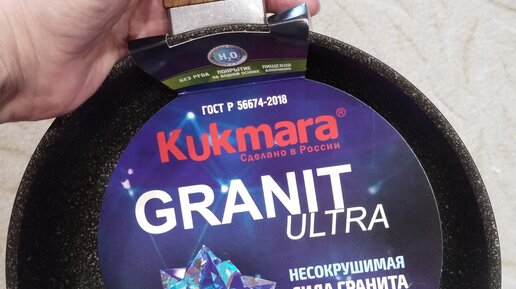 H₂O
БЕЗ PFOA
ПОКРЫТИЕ
НА ВОДНОЙ ОСНОВЕ
ПИЩЕВОЙ
АЛЮМИНИЙ
ГОСТ Р 56674-2018
Kukmara®
Сделано в России
GRANIT
ULTRA
НЕСОКРУШИМАЯ
СИЛА ГРАНИТА